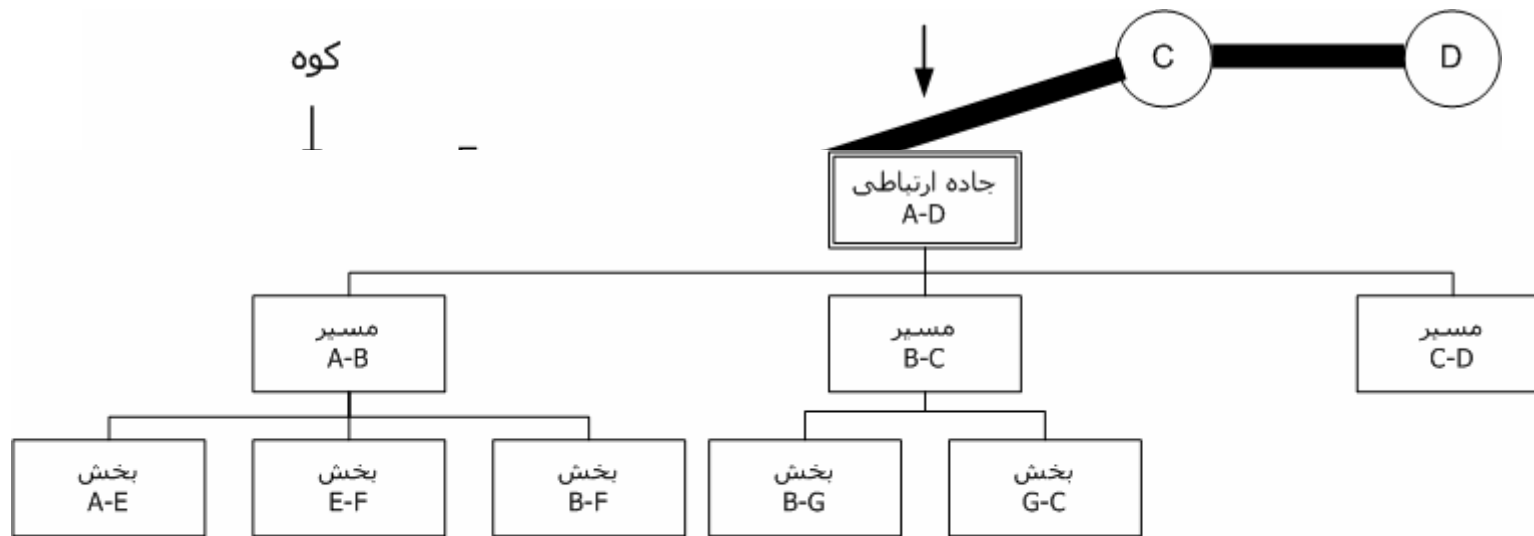 کوه
C
D
جاده ارتباطی
A-D
مسیر
A-B
مسیر
B-C
مسیر
C-D
بخش
A-E
بخش
E-F
بخش
B-F
بخش
B-G
بخش
G-C